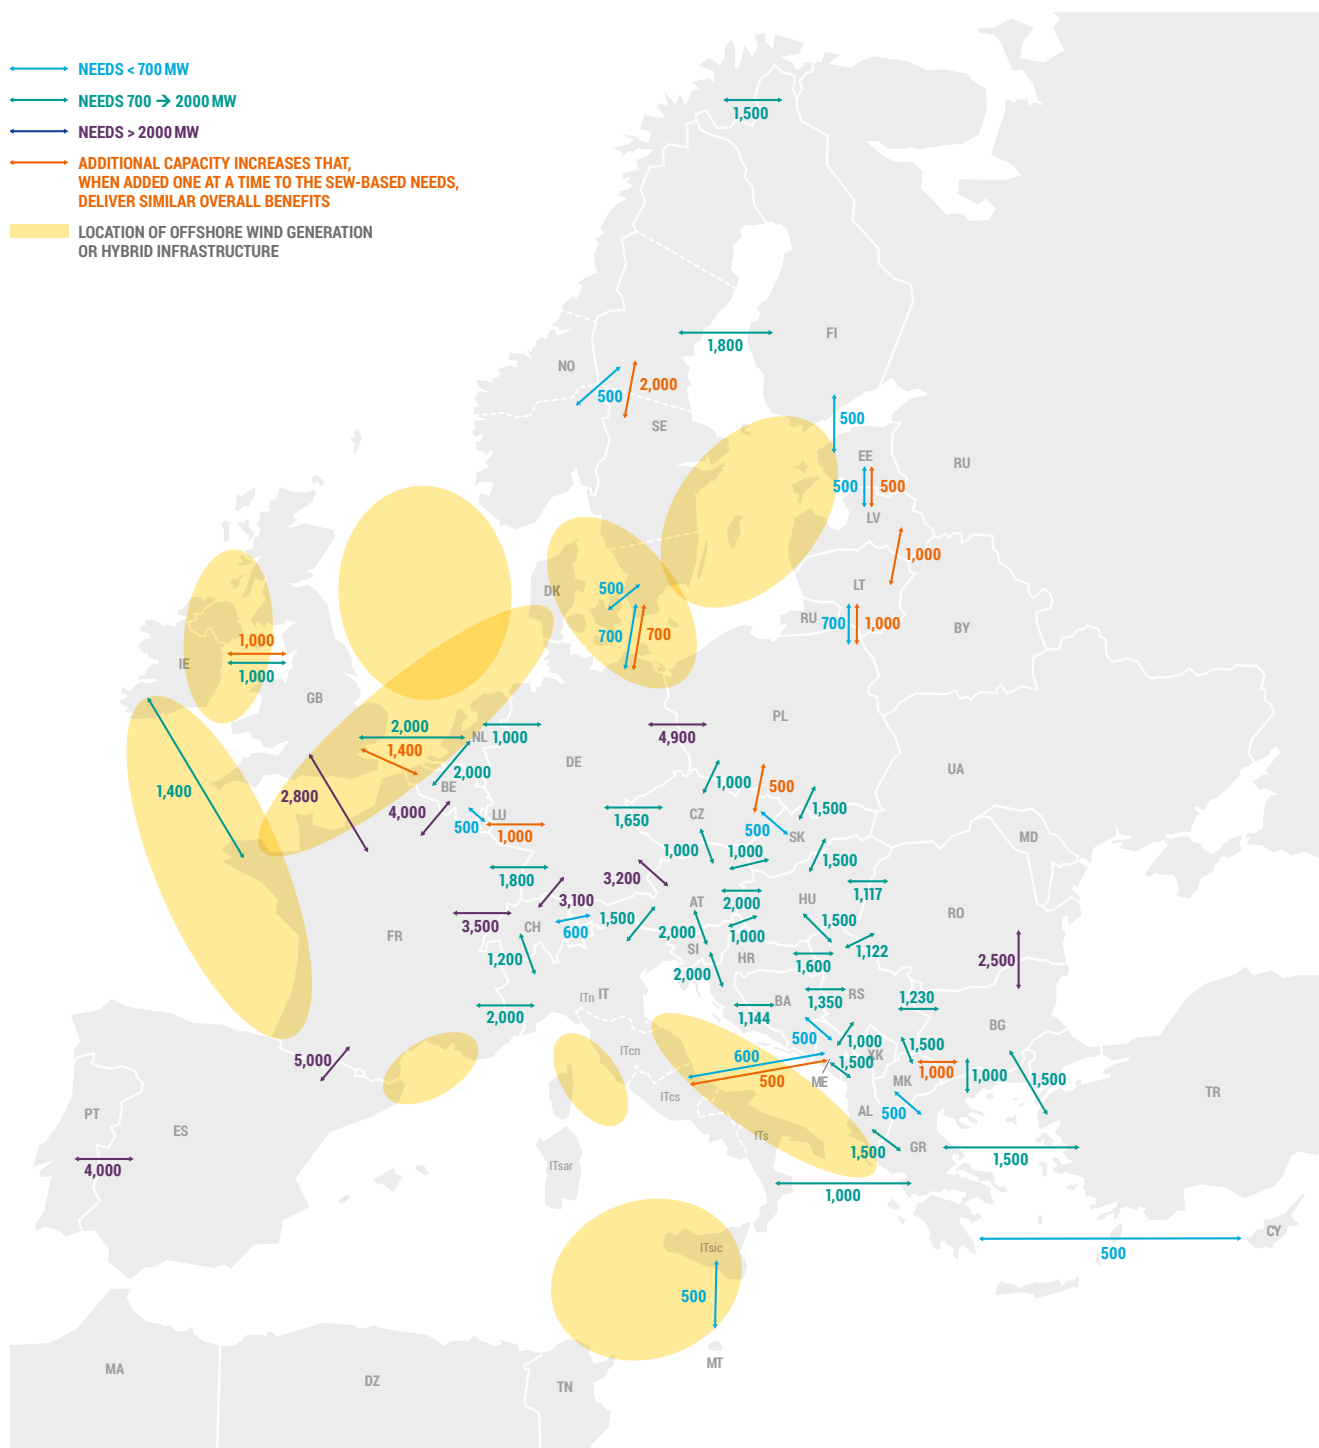 NEEDS < 700 MW
NEEDS 700 → 2000 MW
NEEDS > 2000 MW
ADDITIONAL CAPACITY INCREASES THAT,
WHEN ADDED ONE AT A TIME TO THE SEW-BASED NEEDS,
DELIVER SIMILAR OVERALL BENEFITS
LOCATION OF OFFSHORE WIND GENERATION
OR HYBRID INFRASTRUCTURE
1,500
FI
1,800
NO
2,000
500
500
SE
EE
RU
500
500
LV
1,000
LT
500
DK
RU
700
1,000
BY
700
700
1,000
IE
1,000
GB
PL
2,000
NL
1,000
4,900
1,400
DE
2,000
UA
1,000
500
BE
1,400
2,800
4,000
LU
500
1,000
1,650
CZ
1,500
500
SK
MD
1,000
1,000
1,500
1,800
3,200
1,117
3,100
AT
2,000
HU
RO
3,500
CH
600
1,500
2,000
1,000
1,500
FR
SI
HR
1,122
1,200
2,000
1,600
2,500
ITn
IT
BA
1,350
RS
1,230
2,000
1,144
BG
500
1,000
1,500
ITcn
XK
600
1,500
1,000
1,000
1,500
5,000
500
ME
MK
ITcs
TR
PT
AL
500
ES
ITs
GR
1,500
1,500
ITsar
4,000
1,000
CY
ITsic
500
500
MT
MA
DZ
TN